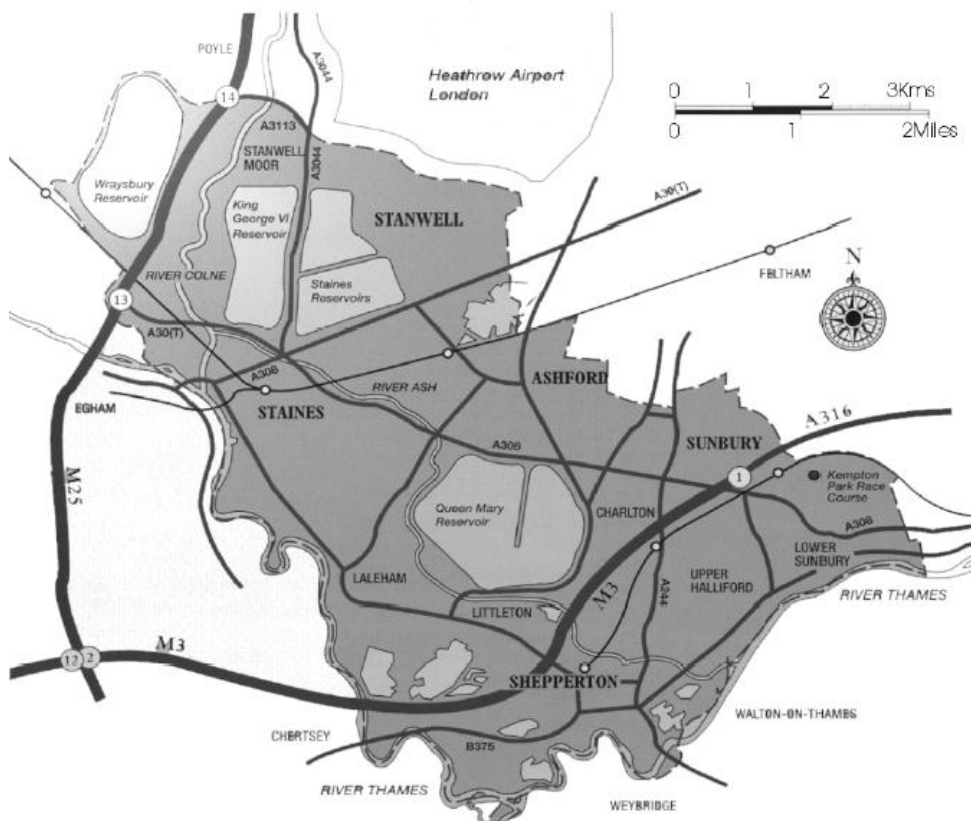 POYLE
14
A3044
Heathrow Airport
London
0 1 2 3Kms
0 1 2Miles
A3113
STANWELL
MOOR
A3044
Wraysbury
Reservoir
King
George VI
Reservoir
STANWELL
A30(T)
RIVER COLNE
Staines
Reservoirs
FELTHAM
N
13
A30(T)
A308
RIVER ASH
ASHFORD
EGHAM
STAINES
A308
SUNBURY
A316
M25
1
Kempton
Park Race
Course
Queen Mary
Reservoir
CHARLTON
A308
LALEHAM
LOWER
SUNBURY
UPPER
HALLIFORD
LITTLETON
M3
A244
RIVER THAMES
12
2
M3
SHEPPERTON
WALTON-ON-THAMES
CHERTSEY
B375
RIVER THAMES
WEYBRIDGE